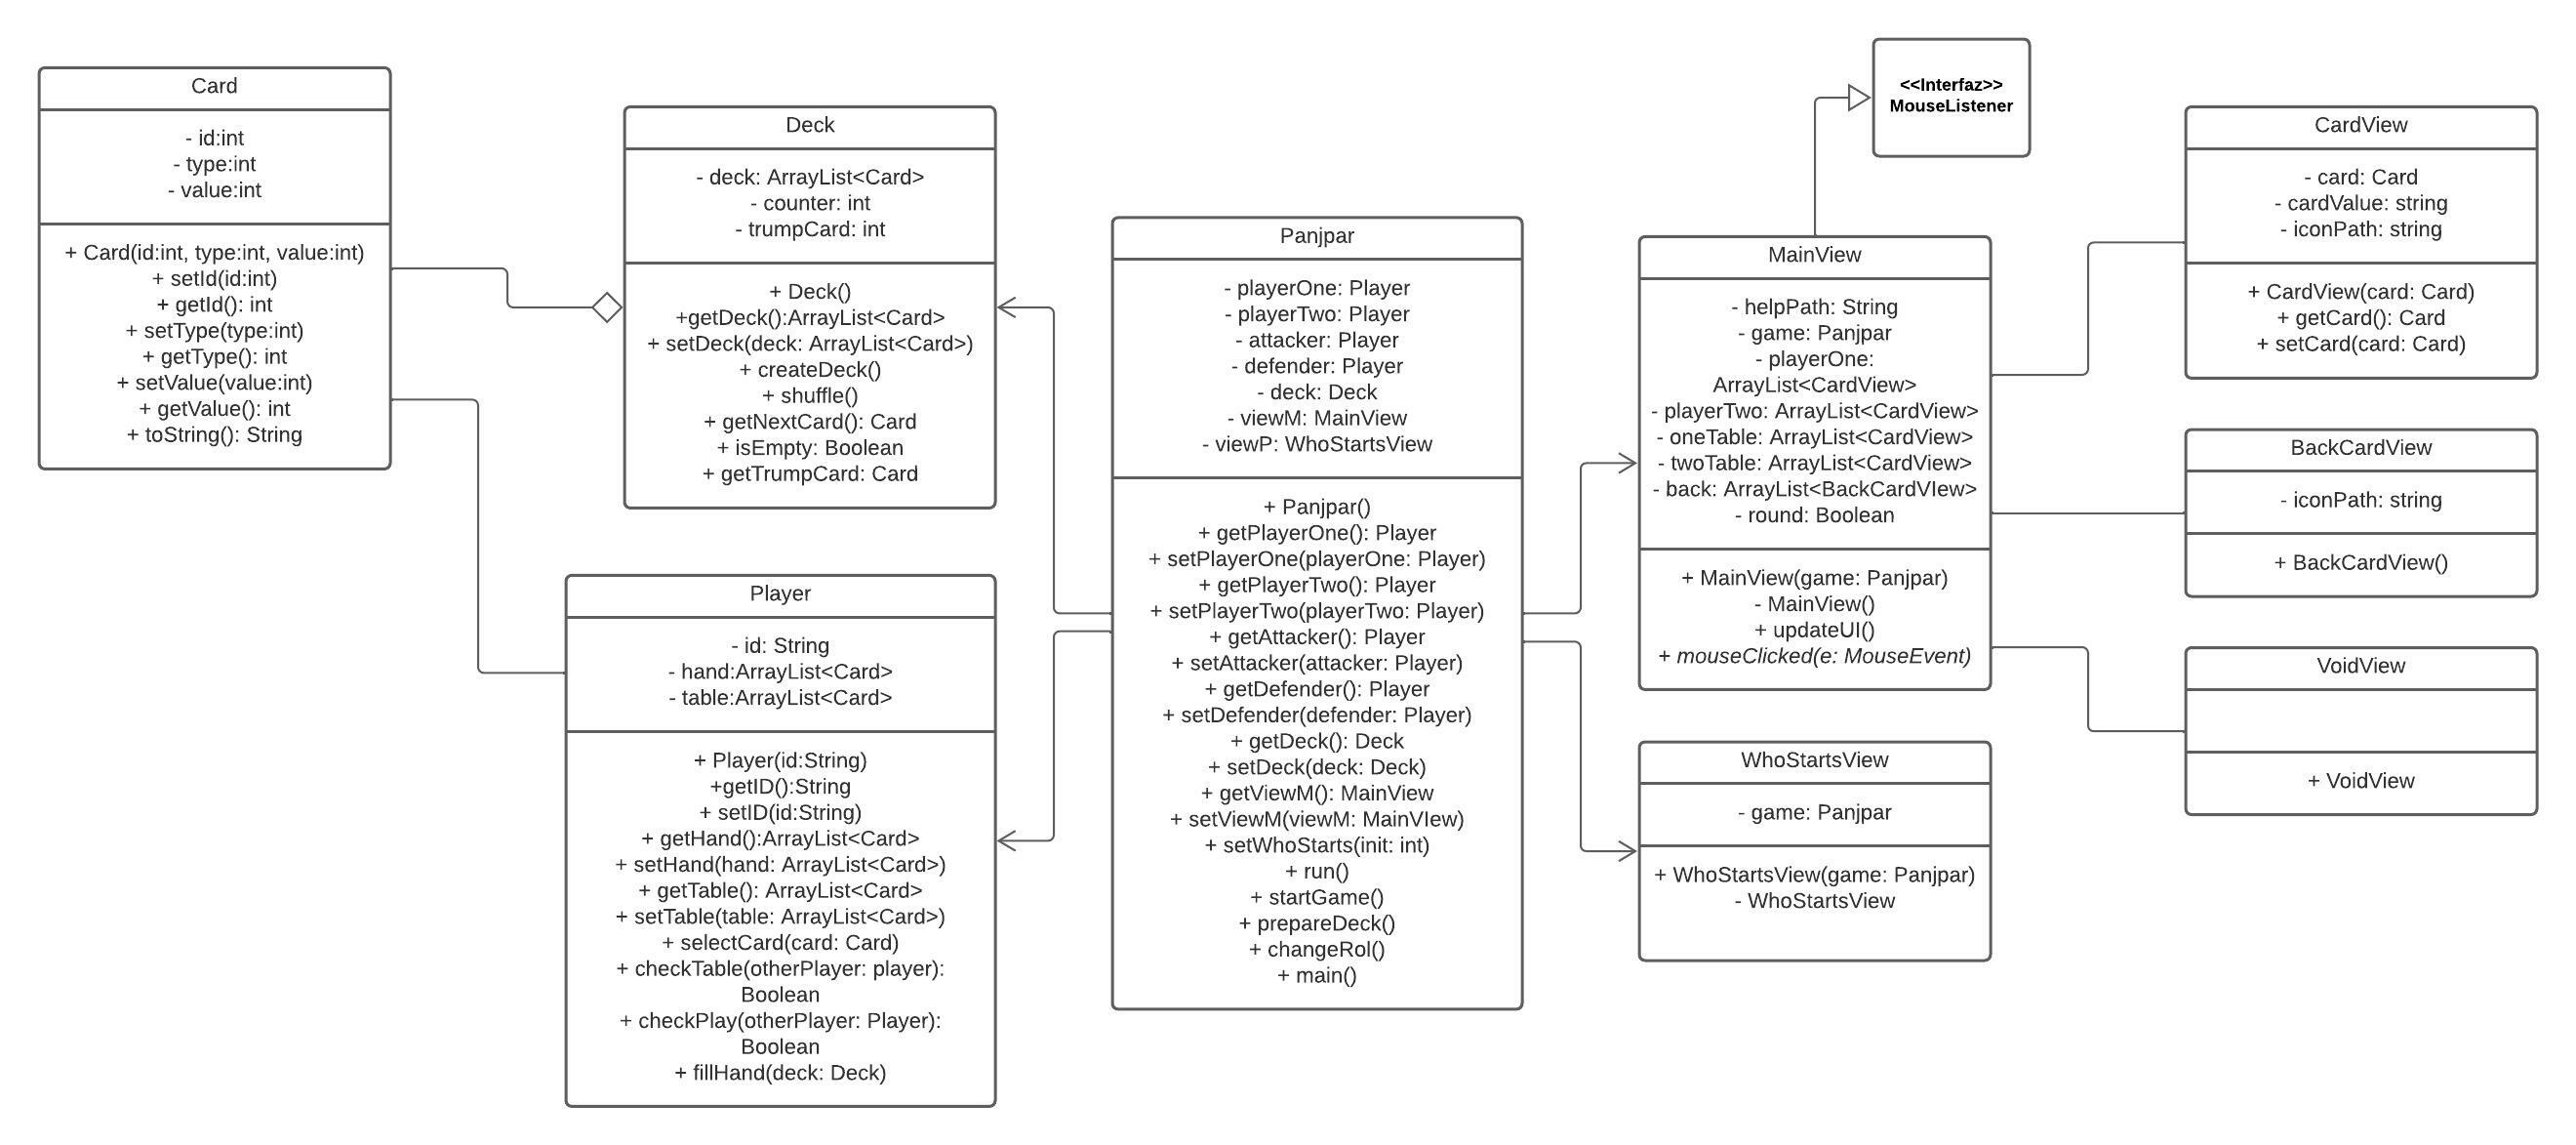 Card
- id:int
- type:int
- value:int
+ Card(id:int, type:int, value:int)
+ setId(id:int)
+ getId(): int
+ setType(type:int)
+ getType(): int
+ setValue(value:int)
+ getValue(): int
+ toString(): String
Deck
- deck: ArrayList<Card>
- counter: int
- trumpCard: int
+ Deck()
+getDeck():ArrayList<Card>
+ setDeck(deck: ArrayList<Card>)
+ createDeck()
+ shuffle()
+ getNextCard(): Card
+ isEmpty: Boolean
+ getTrumpCard: Card
Player
- id: String
- hand:ArrayList<Card>
- table:ArrayList<Card>
+ Player(id:String)
+getID():String
+ setID(id:String)
+ getHand():ArrayList<Card>
+ setHand(hand: ArrayList<Card>)
+ getTable(): ArrayList<Card>
+ setTable(table: ArrayList<Card>)
+ selectCard(card: Card)
+ checkTable(otherPlayer: player):
Boolean
+ checkPlay(otherPlayer: Player):
Boolean
+ fillHand(deck: Deck)
Panjpar
- playerOne: Player
- playerTwo: Player
- attacker: Player
- defender: Player
- deck: Deck
- viewM: MainView
- viewP: WhoStartsView
+ Panjpar()
+ getPlayerOne(): Player
+ setPlayerOne(playerOne: Player)
+ getPlayerTwo(): Player
+ setPlayerTwo(playerTwo: Player)
+ getAttacker(): Player
+ setAttacker(attacker: Player)
+ getDefender(): Player
+ setDefender(defender: Player)
+ getDeck(): Deck
+ setDeck(deck: Deck)
+ getViewM(): MainView
+ setViewM(viewM: MainVIew)
+ setWhoStarts(init: int)
+ run()
+ startGame()
+ prepareDeck()
+ changeRol()
+ main()
<<Interfaz>>
MouseListener
MainView
- helpPath: String
- game: Panjpar
- playerOne:
ArrayList<CardView>
- playerTwo: ArrayList<CardView>
- oneTable: ArrayList<CardView>
- twoTable: ArrayList<CardView>
- back: ArrayList<BackCardVIew>
- round: Boolean
+ MainView(game: Panjpar)
- MainView()
+ updateUI()
+ mouseClicked(e: MouseEvent)
WhoStartsView
- game: Panjpar
+ WhoStartsView(game: Panjpar)
- WhoStartsView
CardView
- card: Card
- cardValue: string
- iconPath: string
+ CardView(card: Card)
+ getCard(): Card
+ setCard(card: Card)
BackCardView
- iconPath: string
+ BackCardView()
VoidView
+ VoidView